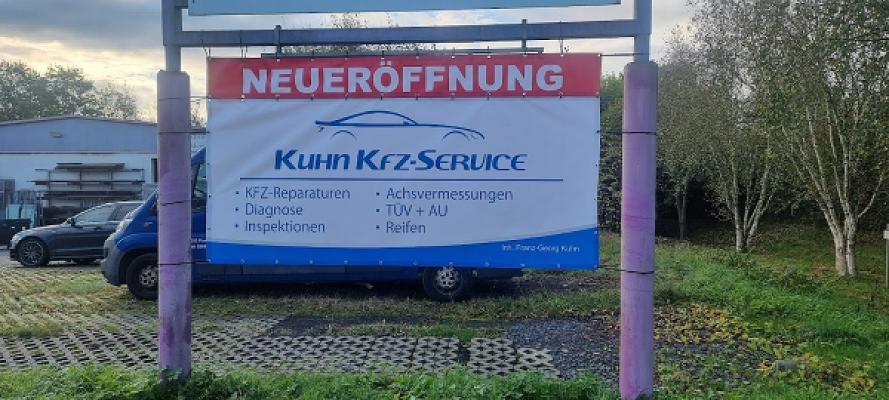 NEUERÖFFNUNG
KUHN KFZ-SERVICE
• KFZ-Reparaturen
• Diagnose
• Inspektionen
• Achsvermessungen
• TÜV + AU
• Reifen
Inh. Franz-Georg Kuhn